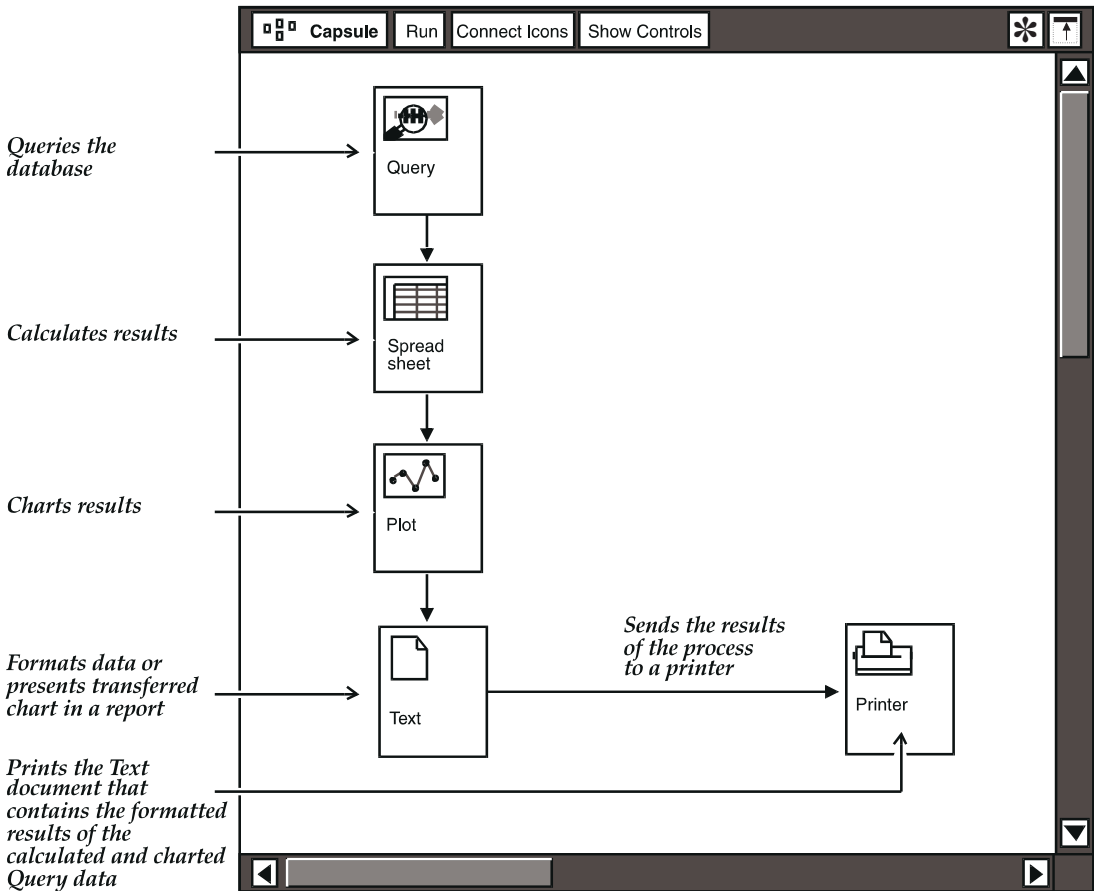 Capsule
Run
Connect Icons
Show Controls
Queries the
database
Query
Calculates results
Spread
sheet
Charts results
Plot
Formats data or
presents transferred
chart in a report
Text
Sends the results
of the process
to a printer
Printer
Prints the Text
document that
contains the formatted
results of the
calculated and charted
Query data